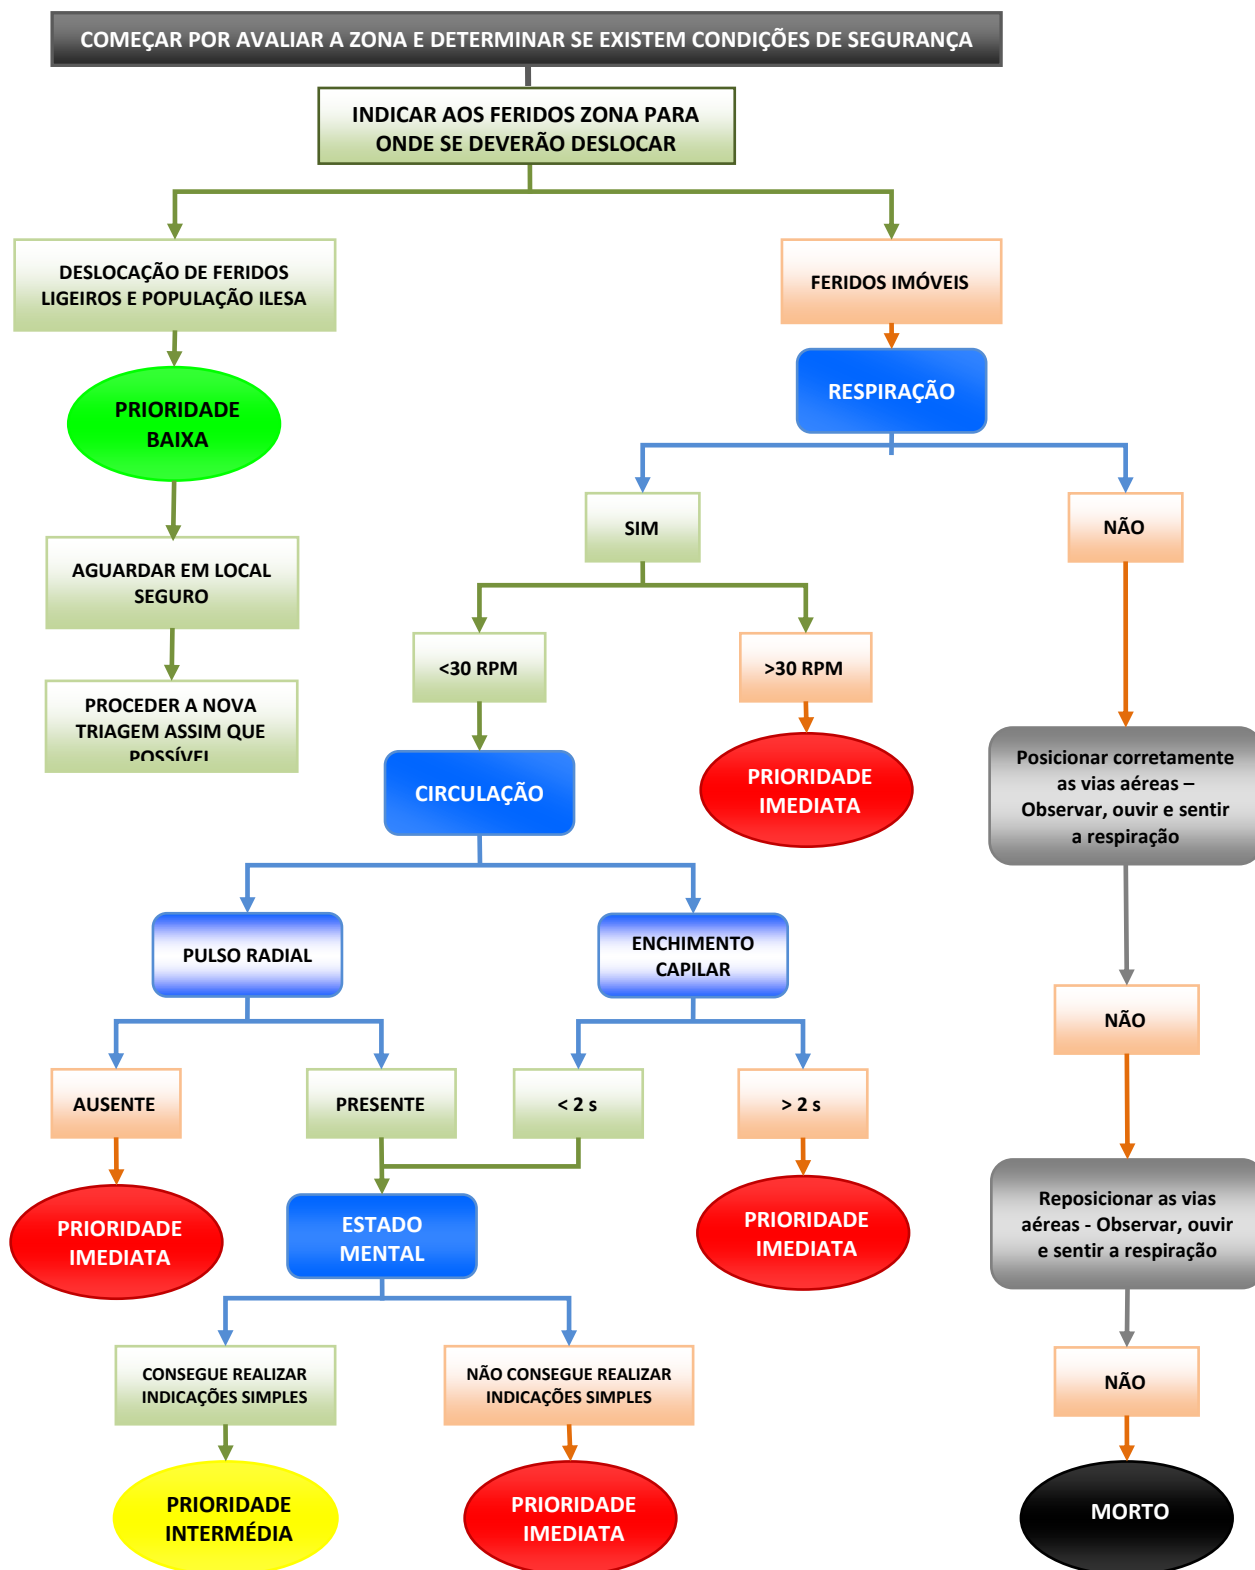 COMEÇAR POR AVALIAR A ZONA E DETERMINAR SE EXISTEM CONDIÇÕES DE SEGURANÇA
INDICAR AOS FERIDOS ZONA PARA
ONDE SE DEVERÃO DESLOCAR
DESLOCAÇÃO DE FERIDOS
LIGEIROS E POPULAÇÃO ILESA
FERIDOS IMÓVEIS
PRIORIDADE
BAIXA
RESPIRAÇÃO
SIM
NÃO
AGUARDAR EM LOCAL
SEGURO
<30 RPM
>30 RPM
PROCEDER A NOVA
TRIAGEM ASSIM QUE
POSSÍVEL
CIRCULAÇÃO
PRIORIDADE
IMEDIATA
Posicionar corretamente
as vias aéreas –
Observar, ouvir e sentir
a respiração
PULSO RADIAL
ENCHIMENTO
CAPILAR
NÃO
AUSENTE
PRESENTE
< 2 s
> 2 s
PRIORIDADE
IMEDIATA
ESTADO
MENTAL
PRIORIDADE
IMEDIATA
Reposicionar as vias
aéreas - Observar, ouvir
e sentir a respiração
CONSEGUE REALIZAR
INDICAÇÕES SIMPLES
NÃO CONSEGUE REALIZAR
INDICAÇÕES SIMPLES
NÃO
PRIORIDADE
INTERMÉDIA
PRIORIDADE
IMEDIATA
MORTO